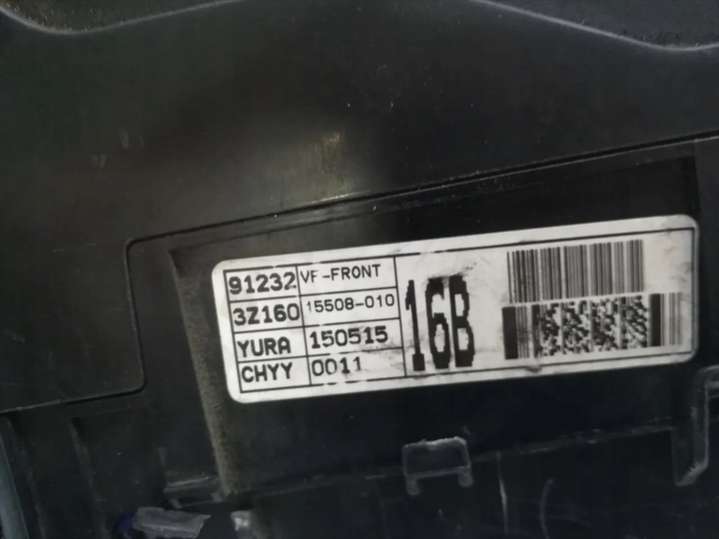 91232 VF-FRONT
3Z160 15508-010
YURA 150515
CHYY 0011
16B